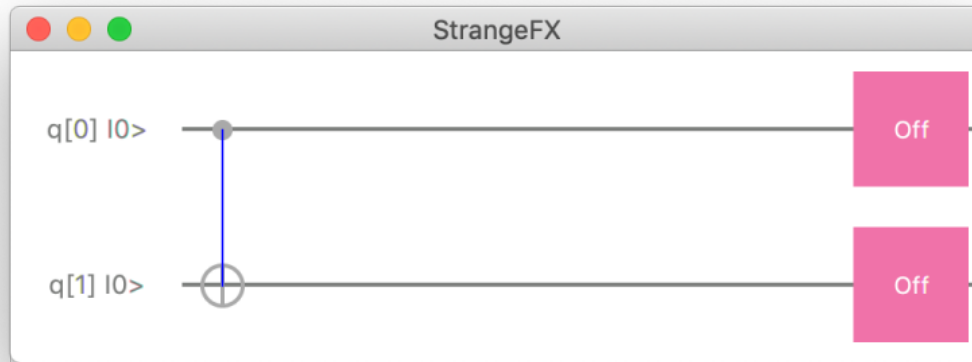 StrangeFX
q[0] I0>
Off
q[1] I0>
Off